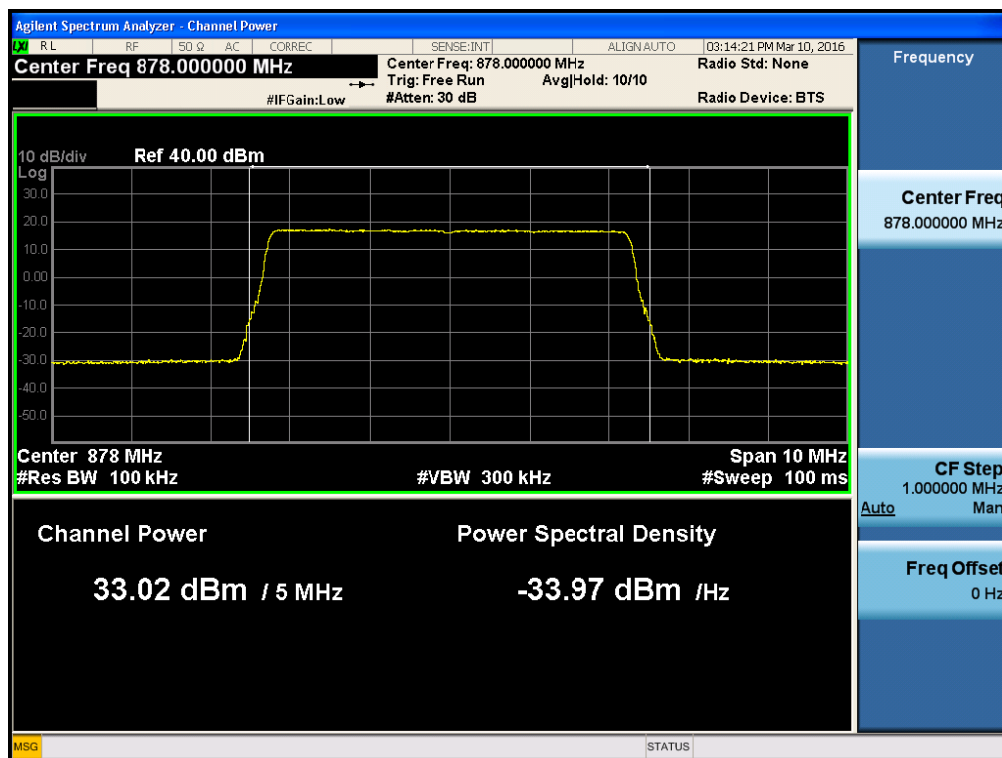 Agilent Spectrum Analyzer - Channel Power
LXI RL RF 50 Ω AC CORREC SENSE:INT ALIGN AUTO 03:14:21 PM Mar 10, 2016
Center Freq 878.000000 MHz
Center Freq: 878.000000 MHz
Radio Std: None
Trig: Free Run Avg|Hold: 10/10
#IFGain:Low
#Atten: 30 dB
Radio Device: BTS
10 dB/div Ref 40.00 dBm
Log
30.0
20.0
10.0
0.00
-10.0
-20.0
-30.0
-40.0
-50.0
Center 878 MHz Span 10 MHz
#Res BW 100 kHz #VBW 300 kHz #Sweep 100 ms
Channel Power Power Spectral Density
33.02 dBm / 5 MHz -33.97 dBm /Hz
MSG STATUS
Frequency
Center Freq
878.000000 MHz
CF Step
1.000000 MHz
Auto Man
Freq Offset
0 Hz